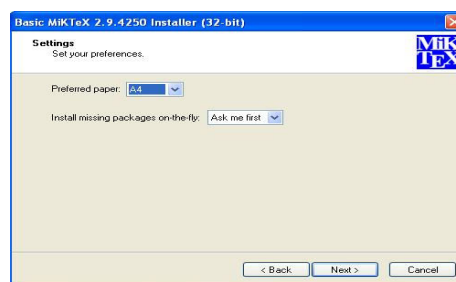 Basic MiKTeX 2.9.4250 Installer (32-bit)
Settings
Set your preferences.
MiK
TEX
Preferred paper: A4
Install missing packages on-the-fly: Ask me first
< Back Next > Cancel